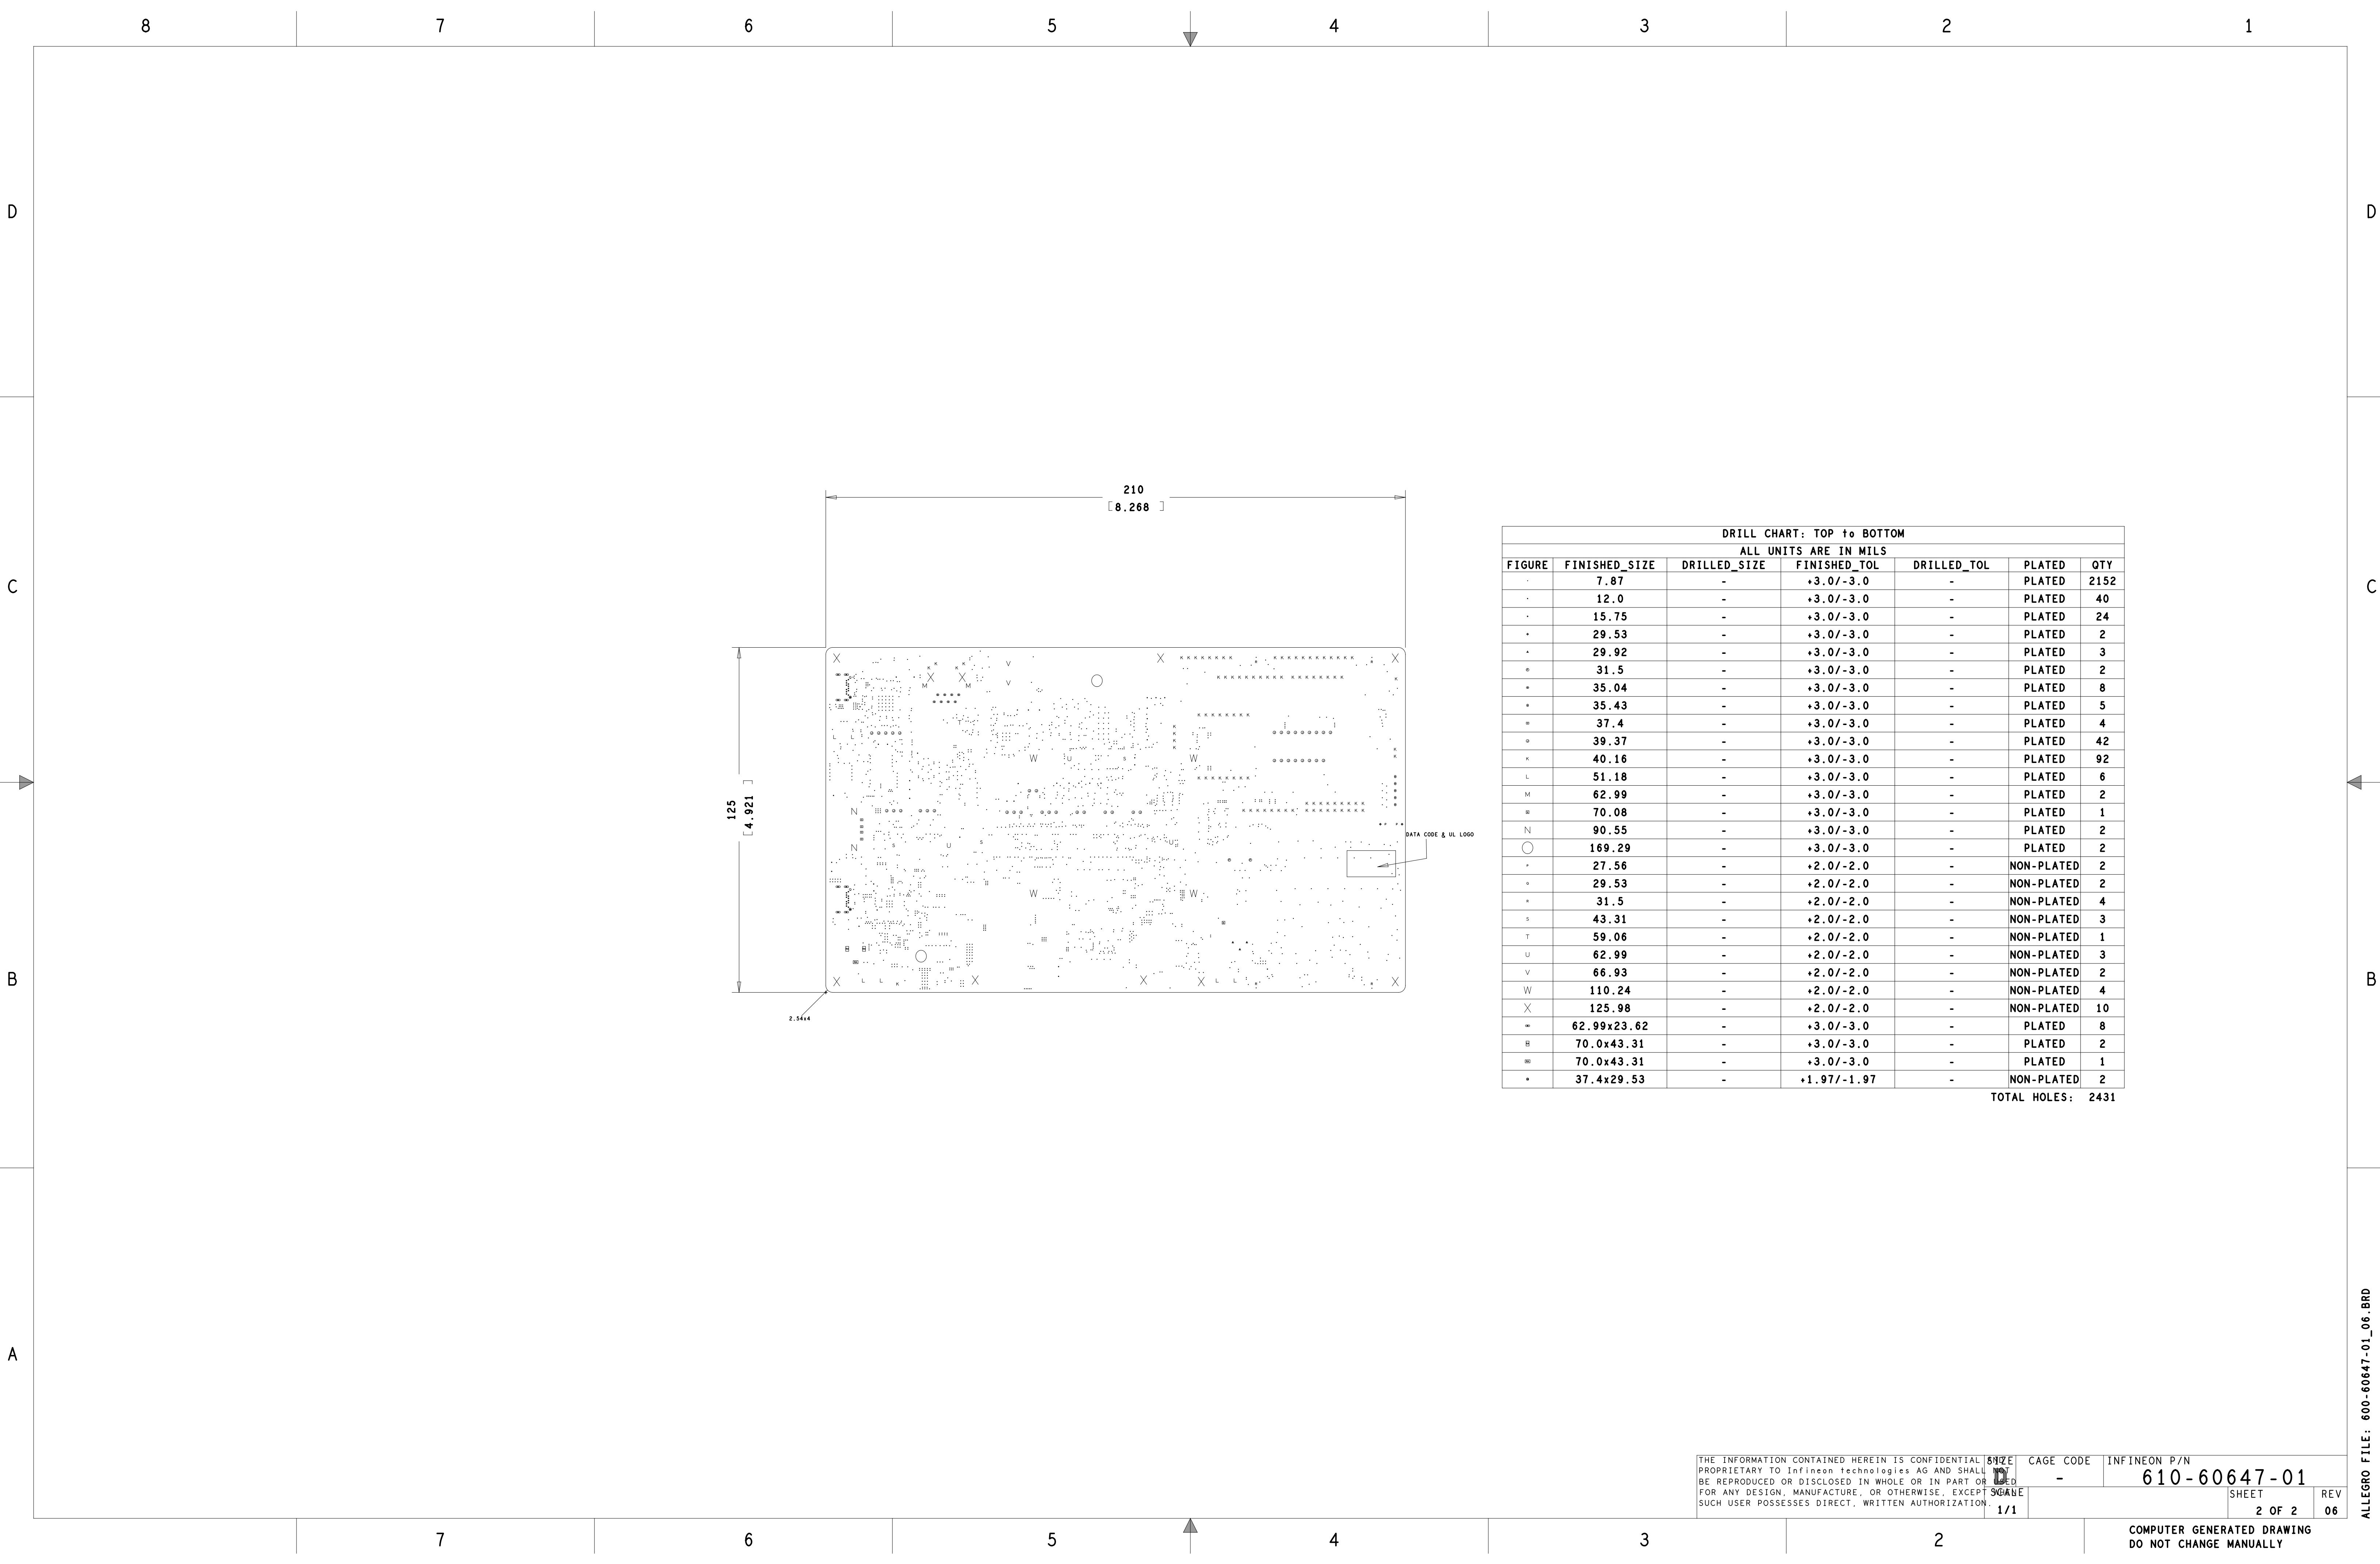 8 7 6 5 4 3 2 1
D D
210
[8.268 ]
DRILL CHART: TOP to BOTTOM
ALL UNITS ARE IN MILS
FIGURE FINISHED_SIZE DRILLED_SIZE FINISHED_TOL DRILLED_TOL PLATED QTY
7.87 - +3.0/-3.0 - PLATED 2152
12.0 - +3.0/-3.0 - PLATED 40
15.75 - +3.0/-3.0 - PLATED 24
29.53 - +3.0/-3.0 - PLATED 2
29.92 - +3.0/-3.0 - PLATED 3
31.5 - +3.0/-3.0 - PLATED 2
35.04 - +3.0/-3.0 - PLATED 8
35.43 - +3.0/-3.0 - PLATED 5
37.4 - +3.0/-3.0 - PLATED 4
39.37 - +3.0/-3.0 - PLATED 42
K 40.16 - +3.0/-3.0 - PLATED 92
L 51.18 - +3.0/-3.0 - PLATED 6
M 62.99 - +3.0/-3.0 - PLATED 2
70.08 - +3.0/-3.0 - PLATED 1
N 90.55 - +3.0/-3.0 - PLATED 2
169.29 - +3.0/-3.0 - PLATED 2
27.56 - +2.0/-2.0 - NON-PLATED 2
29.53 - +2.0/-2.0 - NON-PLATED 2
31.5 - +2.0/-2.0 - NON-PLATED 4
S 43.31 - +2.0/-2.0 - NON-PLATED 3
T 59.06 - +2.0/-2.0 - NON-PLATED 1
U 62.99 - +2.0/-2.0 - NON-PLATED 3
V 66.93 - +2.0/-2.0 - NON-PLATED 2
W 110.24 - +2.0/-2.0 - NON-PLATED 4
X 125.98 - +2.0/-2.0 - NON-PLATED 10
62.99x23.62 - +3.0/-3.0 - PLATED 8
70.0x43.31 - +3.0/-3.0 - PLATED 2
70.0x43.31 - +3.0/-3.0 - PLATED 1
37.4x29.53 - +1.97/-1.97 - NON-PLATED 2
TOTAL HOLES: 2431
C C
125
[4.921 ]
DATA CODE & UL LOGO
2.54x4
B B
A
ALLEGRO FILE: 600-60647-01_06.BRD
THE INFORMATION CONTAINED HEREIN IS CONFIDENTIAL AND
PROPRIETARY TO Infineon technologies AG AND SHALL NOT
BE REPRODUCED OR DISCLOSED IN WHOLE OR IN PART OR USED
FOR ANY DESIGN, MANUFACTURE, OR OTHERWISE, EXCEPT WHEN
SUCH USER POSSESSES DIRECT, WRITTEN AUTHORIZATION.
SIZE
D
CAGE CODE
-
INFINEON P/N
610-60647-01
SCALE
1/1
SHEET
2 OF 2
REV
06
7 6 5 4 3 2
COMPUTER GENERATED DRAWING
DO NOT CHANGE MANUALLY